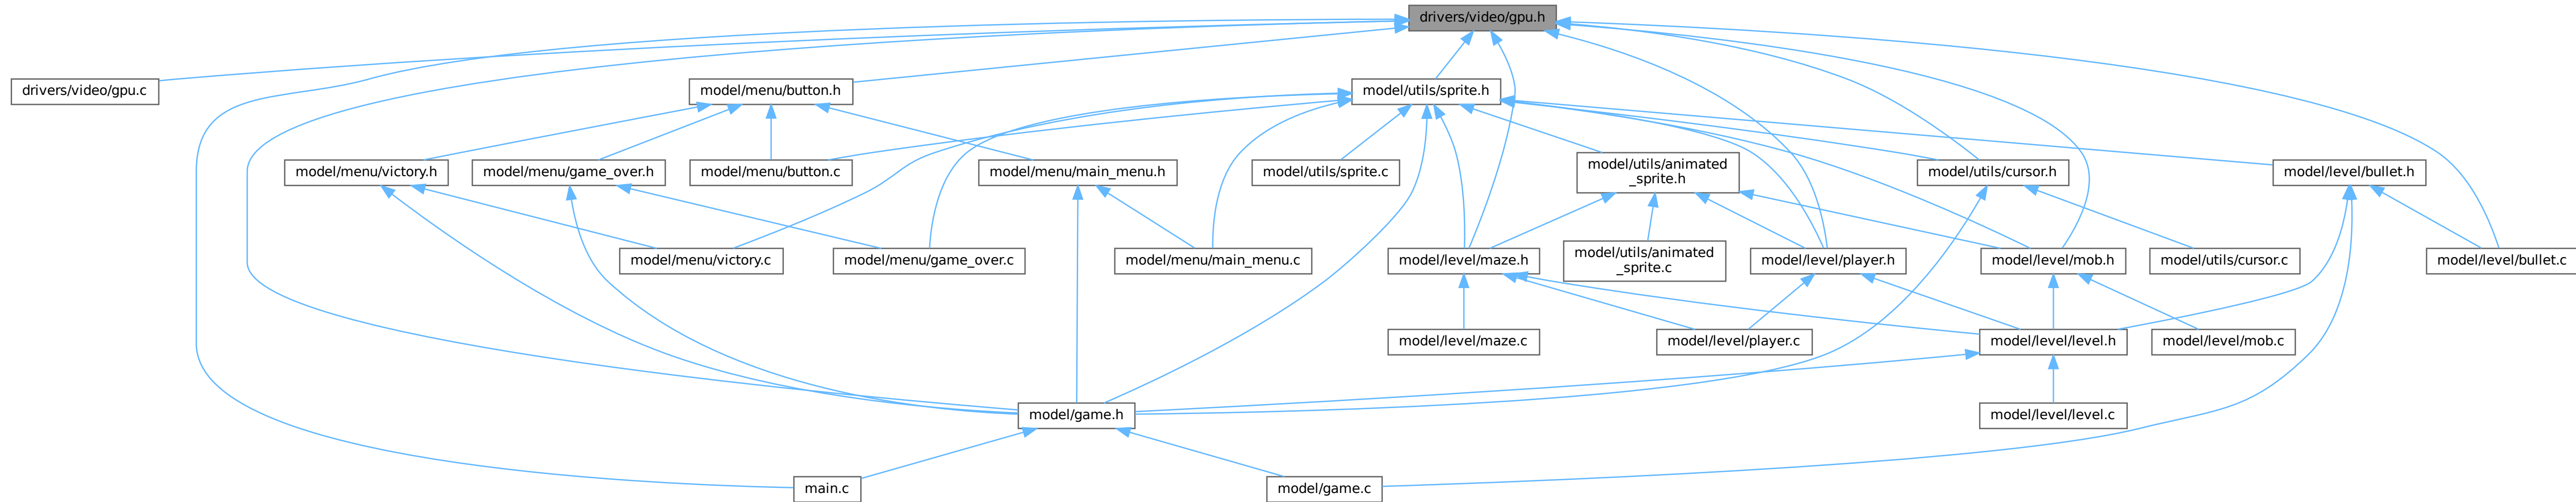 drivers/video/gpu.h
drivers/video/gpu.c
model/menu/button.h
model/utils/sprite.h
model/menu/victory.h
model/menu/game_over.h
model/menu/button.c
model/menu/main_menu.h
model/utils/sprite.c
model/utils/animated
_sprite.h
model/utils/cursor.h
model/level/bullet.h
model/menu/victory.c
model/menu/game_over.c
model/menu/main_menu.c
model/level/maze.h
model/utils/animated
_sprite.c
model/level/player.h
model/level/mob.h
model/utils/cursor.c
model/level/bullet.c
model/level/maze.c
model/level/player.c
model/level/level.h
model/level/mob.c
model/game.h
model/level/level.c
main.c
model/game.c